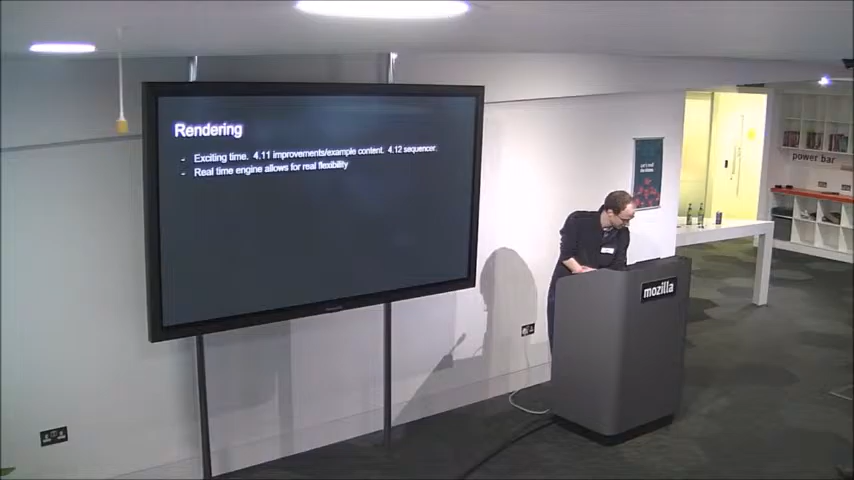 Rendering
- Exciting time. 4.11 improvements/example content. 4.12 sequencer.
- Real time engine allows for real flexibility
mozilla
power bar